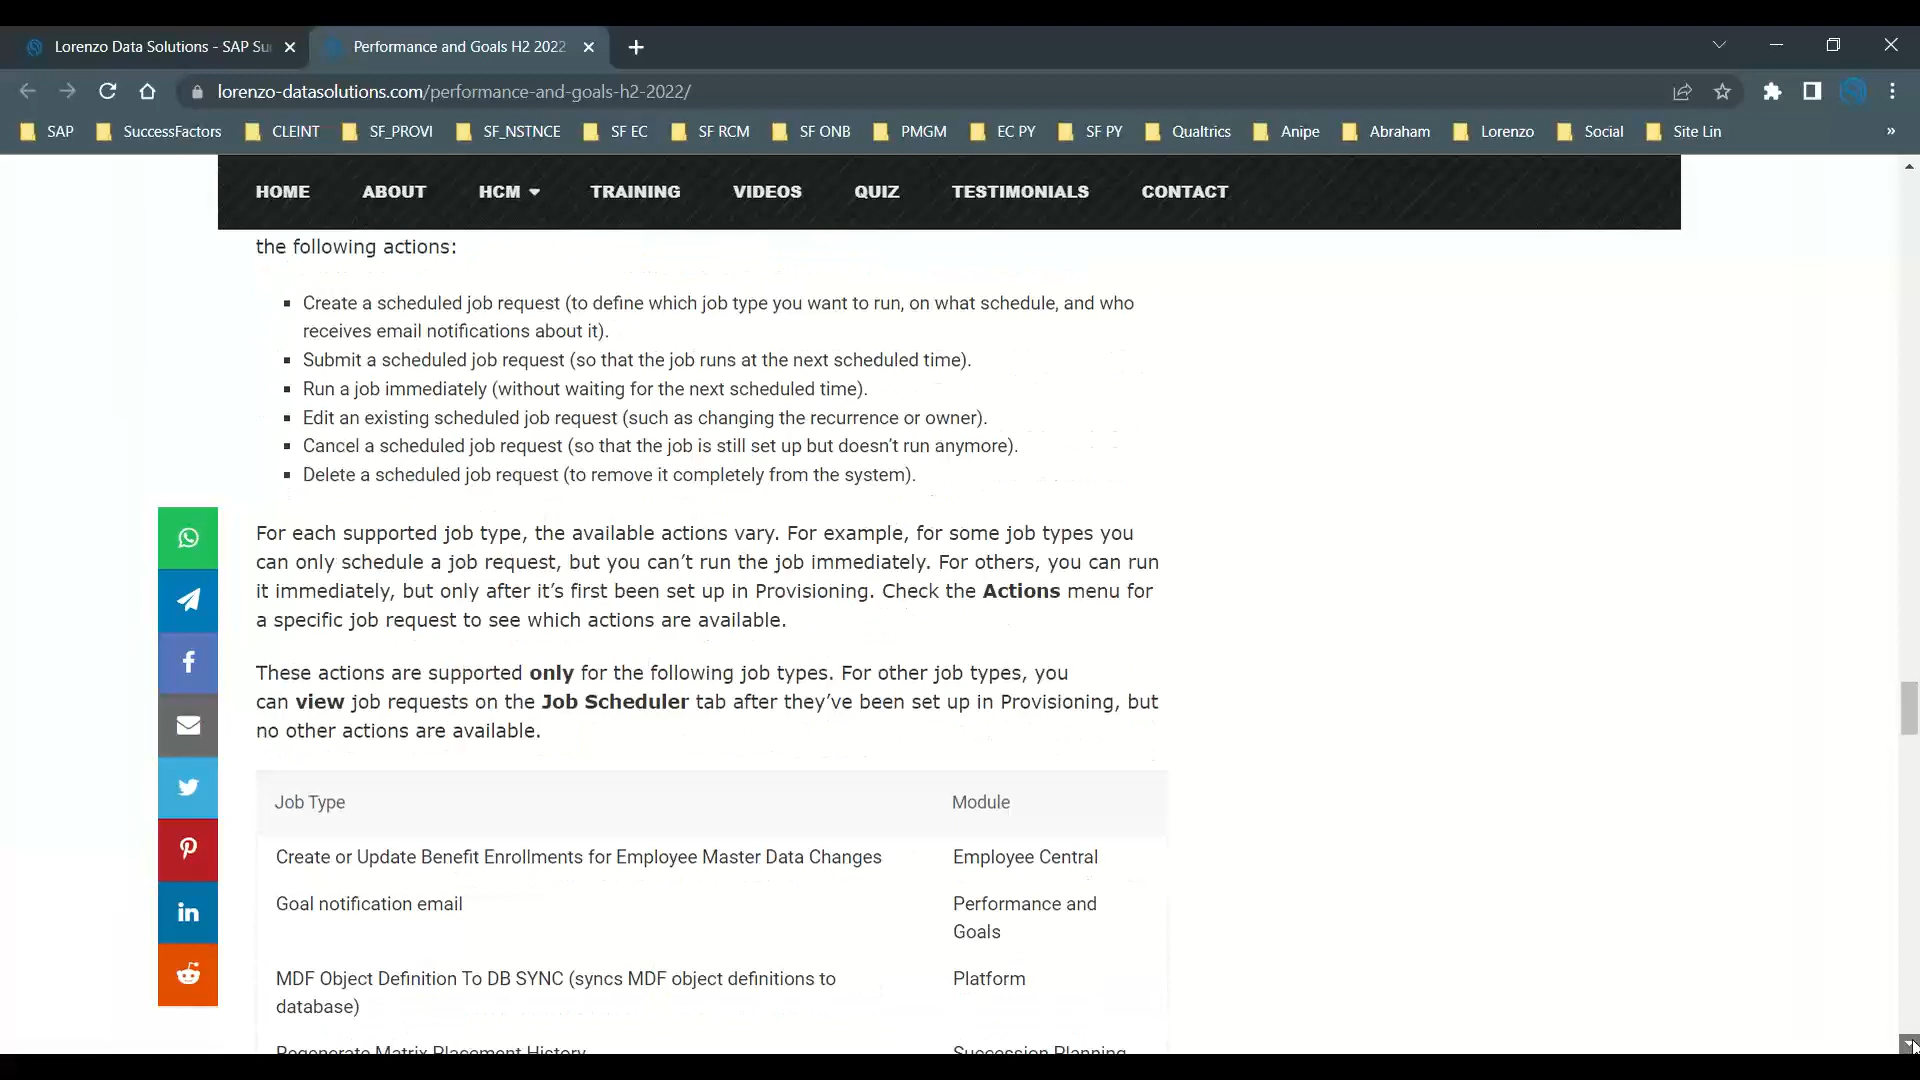 Lorenzo Data Solutions - SAP Su
Performance and Goals H2 2022
lorenzo-datasolutions.com/performance-and-goals-h2-2022/
SAP
SuccessFactors
CLEINT
SF_PROVI
SF_NSTNCE
SF EC
SF RCM
SF ONB
PMGM
EC PY
SF PY
Qualtrics
Anipe
Abraham
Lorenzo
Social
Site Lin
»
HOME
ABOUT
HCM
TRAINING
VIDEOS
QUIZ
TESTIMONIALS
CONTACT
the following actions:
Create a scheduled job request (to define which job type you want to run, on what schedule, and who
receives email notifications about it).
Submit a scheduled job request (so that the job runs at the next scheduled time).
Run a job immediately (without waiting for the next scheduled time).
Edit an existing scheduled job request (such as changing the recurrence or owner).
Cancel a scheduled job request (so that the job is still set up but doesn’t run anymore).
Delete a scheduled job request (to remove it completely from the system).
For each supported job type, the available actions vary. For example, for some job types you
can only schedule a job request, but you can’t run the job immediately. For others, you can run
it immediately, but only after it’s first been set up in Provisioning. Check the Actions menu for
a specific job request to see which actions are available.
These actions are supported only for the following job types. For other job types, you
can view job requests on the Job Scheduler tab after they’ve been set up in Provisioning, but
no other actions are available.
Job Type
Module
Create or Update Benefit Enrollments for Employee Master Data Changes
Employee Central
Goal notification email
Performance and
Goals
MDF Object Definition To DB SYNC (syncs MDF object definitions to
database)
Platform
Regenerate Matrix Placement History
Succession Planning